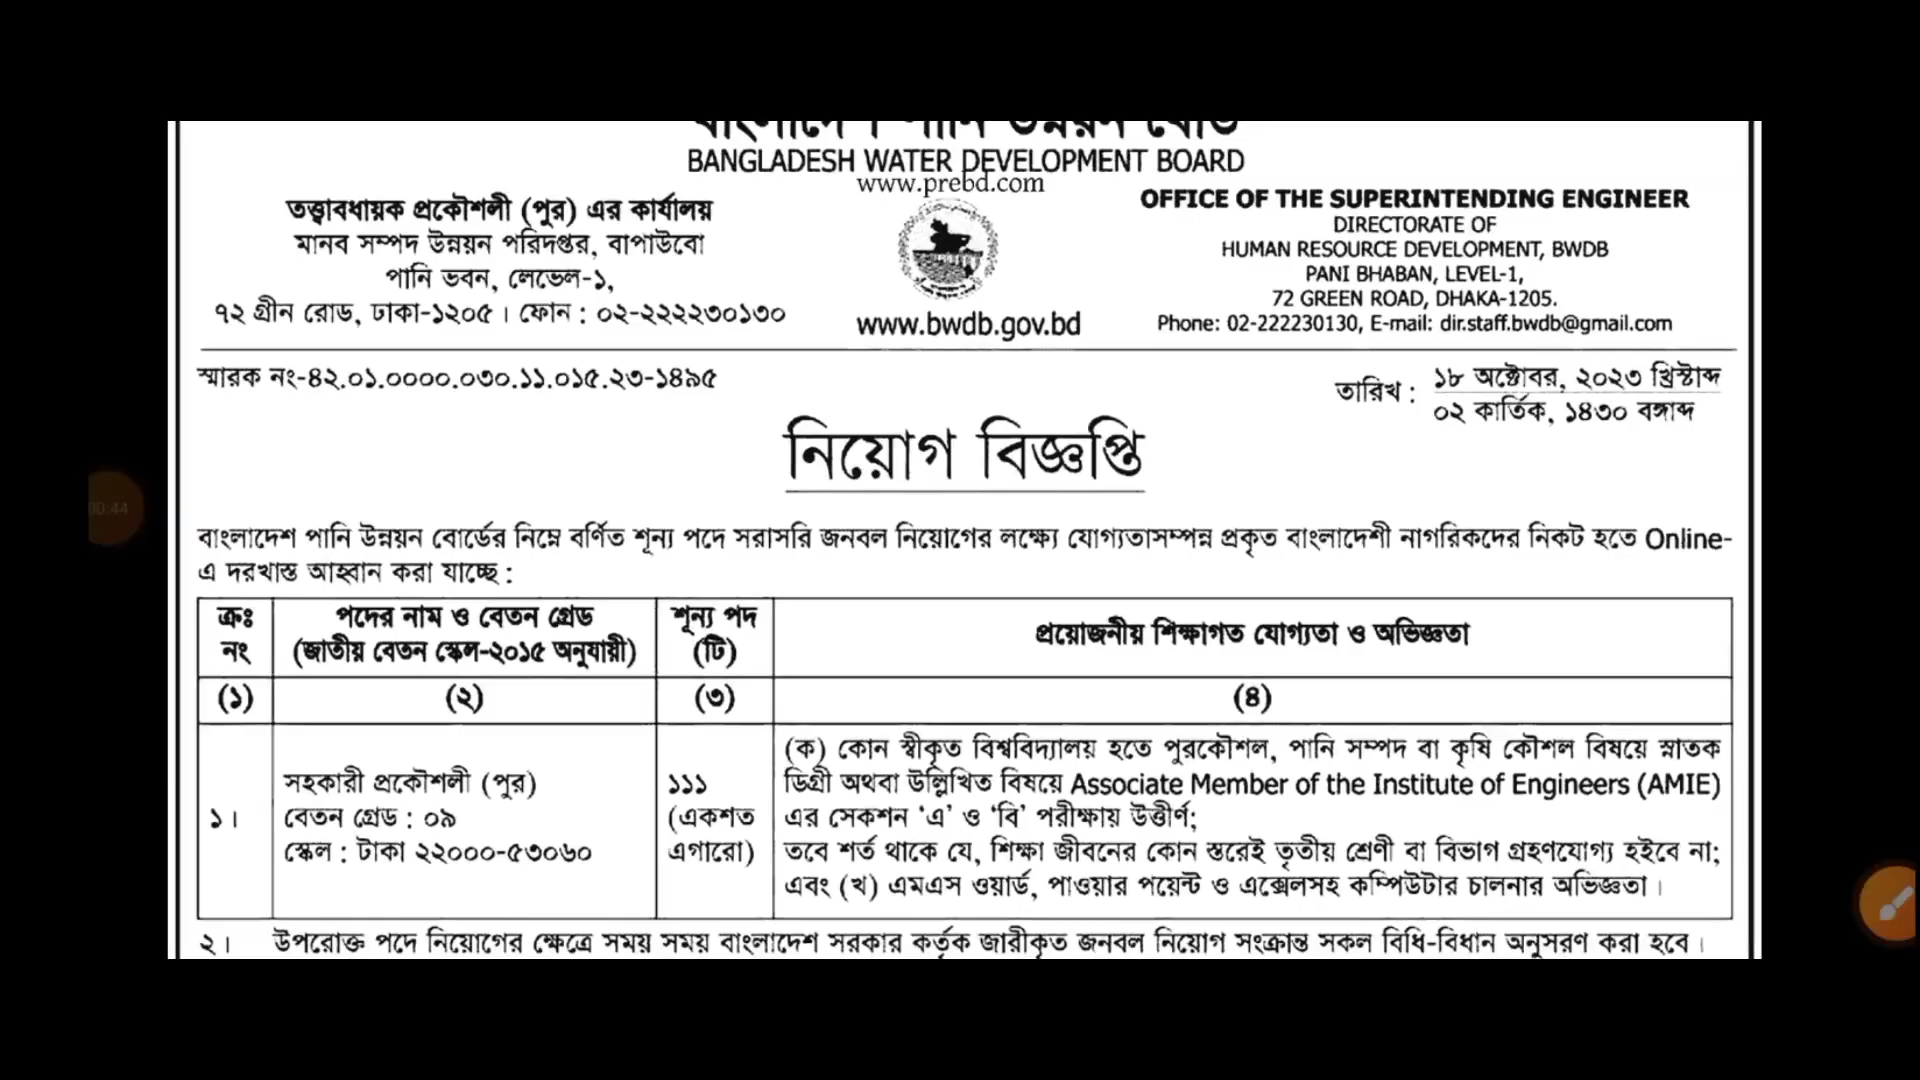 বাংলাদেশ পানি উন্নয়ন বোর্ড
BANGLADESH WATER DEVELOPMENT BOARD
www.prebd.com
তত্ত্বাবধায়ক প্রকৌশলী (পুর) এর কার্যালয়
মানব সম্পদ উন্নয়ন পরিদপ্তর, বাপাউবো
পানি ভবন, লেভেল-১,
৭২ গ্রীন রোড, ঢাকা-১২০৫। ফোন : ০২-২২২২৩০১৩০
www.bwdb.gov.bd
OFFICE OF THE SUPERINTENDING ENGINEER
DIRECTORATE OF
HUMAN RESOURCE DEVELOPMENT, BWDB
PANI BHABAN, LEVEL-1,
72 GREEN ROAD, DHAKA-1205.
Phone: 02-222230130, E-mail: dir.staff.bwdb@gmail.com
স্মারক নং-৪২.০১.০০০০.০৩০.১১.০১৫.২৩-১৪৯৫
তারিখ : ১৮ অক্টোবর, ২০২৩ খ্রিস্টাব্দ
০২ কার্তিক, ১৪৩০ বঙ্গাব্দ
নিয়োগ বিজ্ঞপ্তি
00:44
বাংলাদেশ পানি উন্নয়ন বোর্ডের নিম্নে বর্ণিত শূন্য পদে সরাসরি জনবল নিয়োগের লক্ষ্যে যোগ্যতাসম্পন্ন প্রকৃত বাংলাদেশী নাগরিকদের নিকট হতে Online-
এ দরখাস্ত আহ্বান করা যাচ্ছে :
ক্রঃ নং
পদের নাম ও বেতন গ্রেড
(জাতীয় বেতন স্কেল-২০১৫ অনুযায়ী)
শূন্য পদ
(টি)
প্রয়োজনীয় শিক্ষাগত যোগ্যতা ও অভিজ্ঞতা
(১) (২) (৩) (৪)
১।
সহকারী প্রকৌশলী (পুর)
বেতন গ্রেড : ০৯
স্কেল : টাকা ২২০০০-৫৩০৬০
১১১
(একশত
এগারো)
(ক) কোন স্বীকৃত বিশ্ববিদ্যালয় হতে পুরকৌশল, পানি সম্পদ বা কৃষি কৌশল বিষয়ে স্নাতক
ডিগ্রী অথবা উল্লিখিত বিষয়ে Associate Member of the Institute of Engineers (AMIE)
এর সেকশন ‘এ’ ও ‘বি’ পরীক্ষায় উত্তীর্ণ;
তবে শর্ত থাকে যে, শিক্ষা জীবনের কোন স্তরেই তৃতীয় শ্রেণী বা বিভাগ গ্রহণযোগ্য হইবে না;
এবং (খ) এমএস ওয়ার্ড, পাওয়ার পয়েন্ট ও এক্সেলসহ কম্পিউটার চালনার অভিজ্ঞতা।
২। উপরোক্ত পদে নিয়োগের ক্ষেত্রে সময় সময় বাংলাদেশ সরকার কর্তৃক জারীকৃত জনবল নিয়োগ সংক্রান্ত সকল বিধি-বিধান অনুসরণ করা হবে।